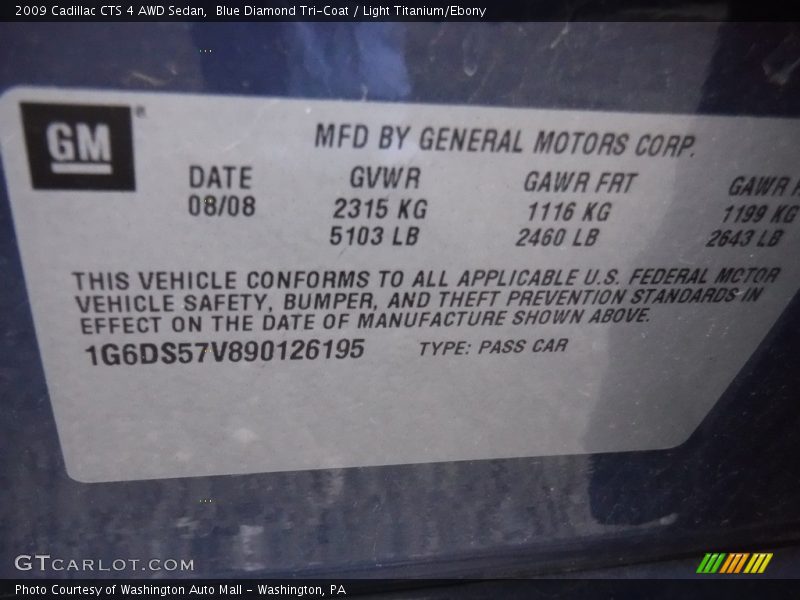 2009 Cadillac CTS 4 AWD Sedan, Blue Diamond Tri-Coat / Light Titanium/Ebony
GM®
MFD BY GENERAL MOTORS CORP.
DATE GVWR GAWR FRT GAWR
08/08 2315 KG 1116 KG 1199 KG
5103 LB 2460 LB 2643 LB
THIS VEHICLE CONFORMS TO ALL APPLICABLE U.S. FEDERAL MOTOR
VEHICLE SAFETY, BUMPER, AND THEFT PREVENTION STANDARDS IN
EFFECT ON THE DATE OF MANUFACTURE SHOWN ABOVE.
1G6DS57V890126195 TYPE: PASS CAR
GTCARLOT.COM
Photo Courtesy of Washington Auto Mall - Washington, PA